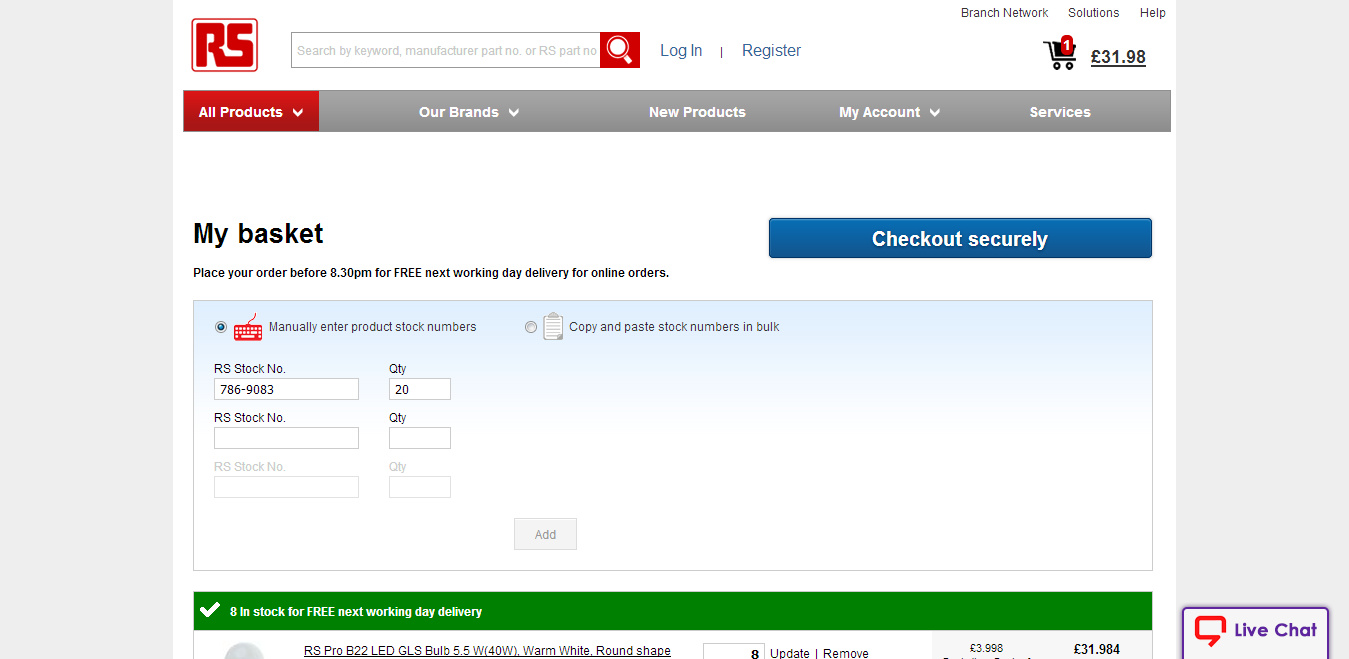 Branch Network Solutions Help
RS
Search by keyword, manufacturer part no. or RS part no
Log In | Register
1
£31.98
All Products Our Brands New Products My Account Services
My basket
Checkout securely
Place your order before 8.30pm for FREE next working day delivery for online orders.
Manually enter product stock numbers Copy and paste stock numbers in bulk
RS Stock No. Qty
786-9083 20
RS Stock No. Qty
RS Stock No. Qty
Add
8 In stock for FREE next working day delivery
RS Pro B22 LED GLS Bulb 5.5 W(40W), Warm White, Round shape 8 Update | Remove £3.998 £31.984
Live Chat